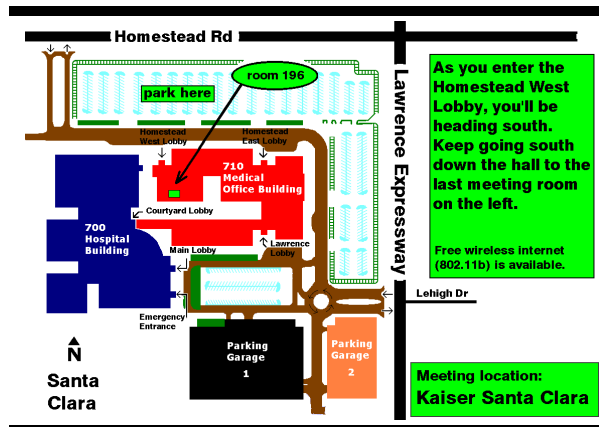 Homestead Rd
room 196
park here
Homestead
West Lobby
Homestead
East Lobby
710
Medical
Office Building
Courtyard Lobby
700
Hospital
Building
Main Lobby
Lawrence
Lobby
Emergency
Entrance
Parking
Garage
1
Parking
Garage
2
N
Santa
Clara
Lawrence Expressway
Lehigh Dr
As you enter the
Homestead West
Lobby, you'll be
heading south.
Keep going south
down the hall to the
last meeting room
on the left.
Free wireless internet
(802.11b) is available.
Meeting location:
Kaiser Santa Clara